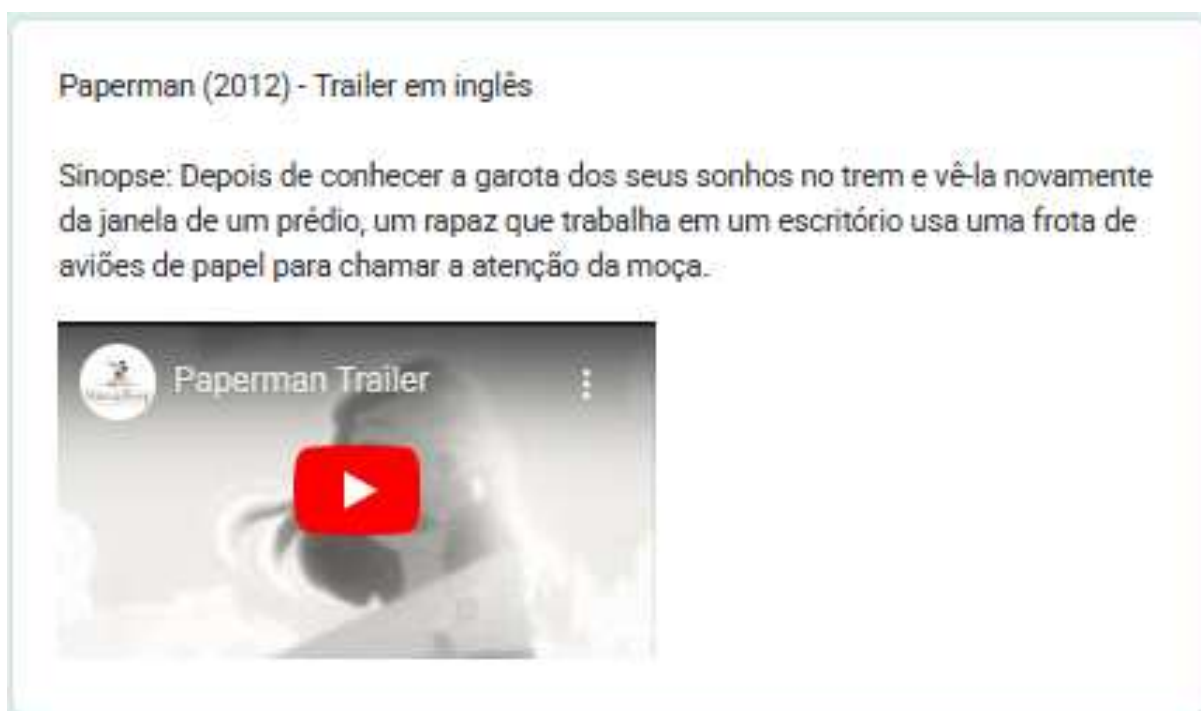 Paperman (2012) - Trailer em inglês
Sinopse: Depois de conhecer a garota dos seus sonhos no trem e vê-la novamente
da janela de um prédio, um rapaz que trabalha em um escritório usa uma frota de
aviões de papel para chamar a atenção da moça.
Paperman Trailer